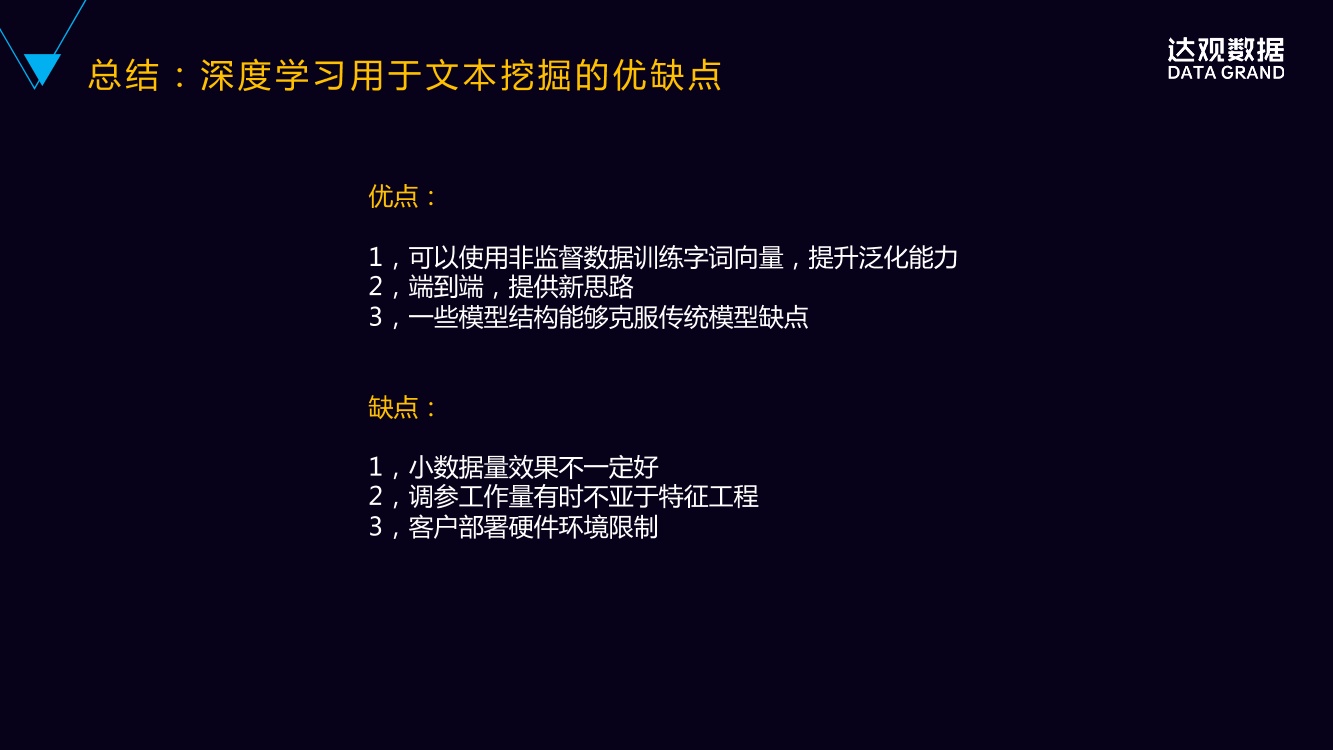 总结：深度学习用于文本挖掘的优缺点
达观数据
DATA GRAND
优点：
1，可以使用非监督数据训练字词向量，提升泛化能力
2，端到端，提供新思路
3，一些模型结构能够克服传统模型缺点
缺点：
1，小数据量效果不一定好
2，调参工作量有时不亚于特征工程
3，客户部署硬件环境限制